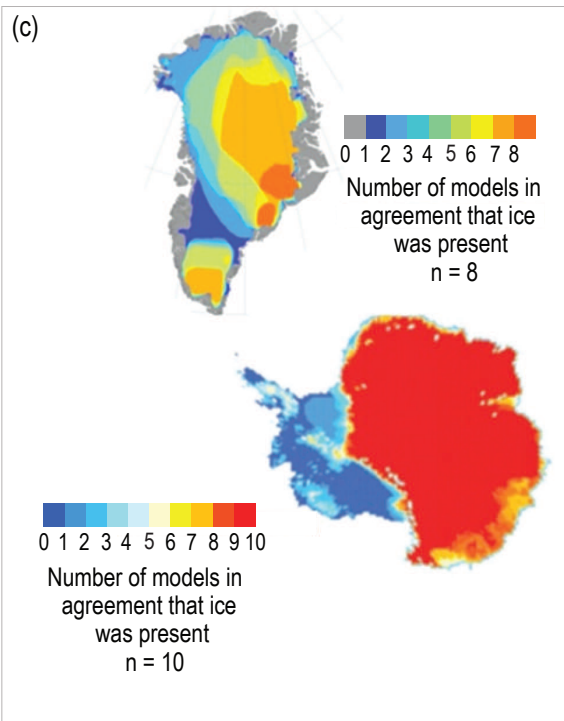 (c)
0 1 2 3 4 5 6 7 8
Number of models in
agreement that ice
was present
n = 8
0 1 2 3 4 5 6 7 8 9 10
Number of models in
agreement that ice
was present
n = 10